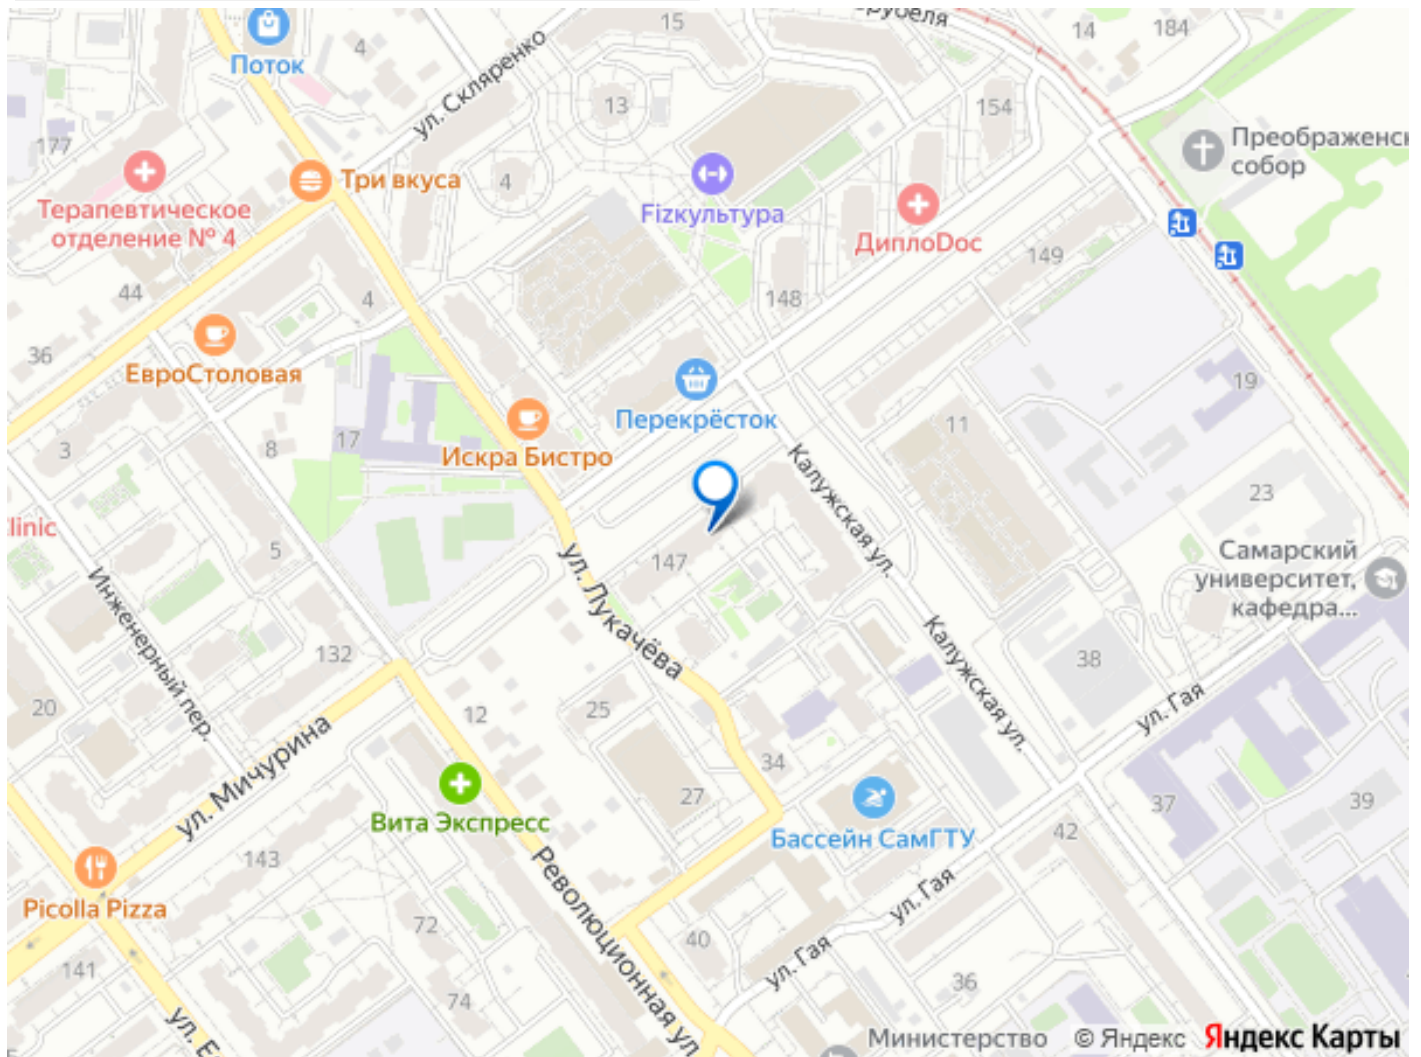 15
4
14
184
Поток
ул. Скляренко
13
154
177
Преображенск
собор
Три вкуса
4
Терапевтическое
отделение № 4
Fizкультура
ДиплоDoc
149
44
4
148
36
ЕвроСтоловая
19
Перекрёсток
11
17
3
8
Искра Бистро
Калужская ул.
23
linic
5
147
ул. Лукачёва
Самарский
университет,
кафедра...
Инженерный пер.
132
Калужская ул.
38
20
12
25
ул. Гая
ул. Мичурина
34
27
37
39
Вита Экспресс
Бассейн СамГТУ
42
143
Революционная ул.
Picolla Pizza
ул. Гая
72
40
ул. Гая
141
74
36
Министерство
© Яндекс
Яндекс Карты